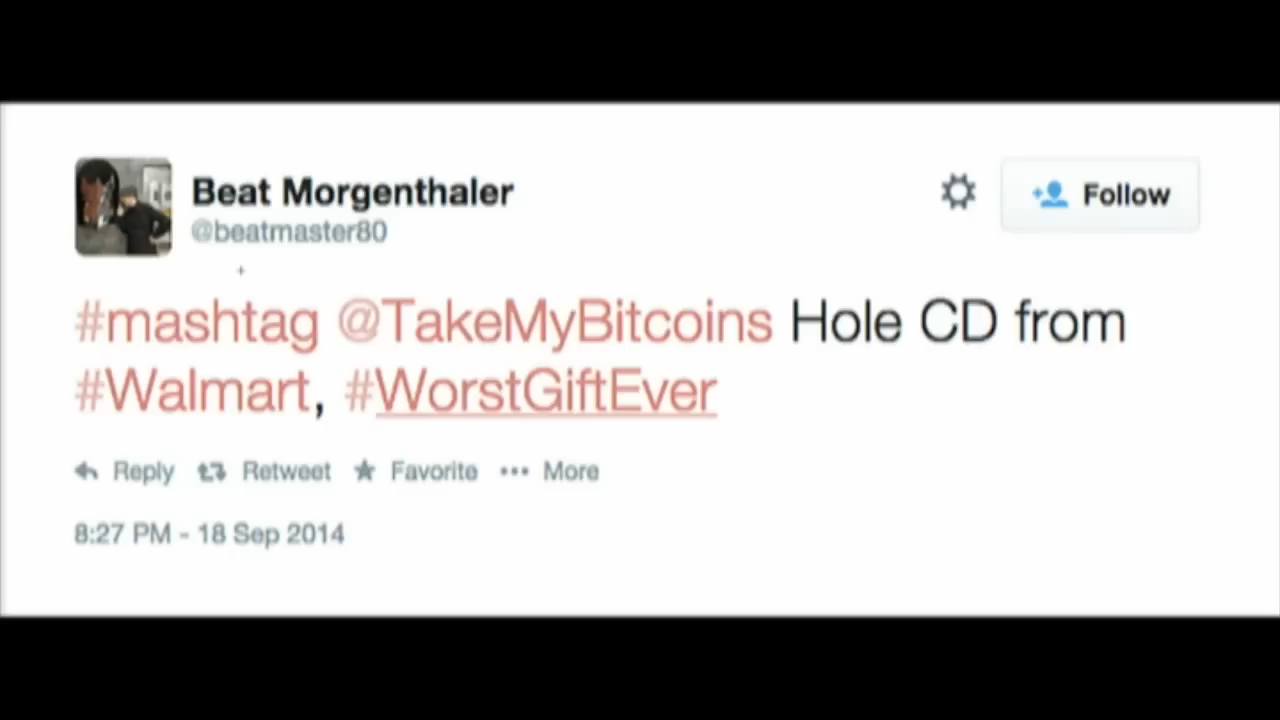 Beat Morgenthaler
@beatmaster80
Follow
#mashtag @TakeMyBitcoins Hole CD from
#Walmart, #WorstGiftEver
Reply Retweet Favorite More
8:27 PM - 18 Sep 2014